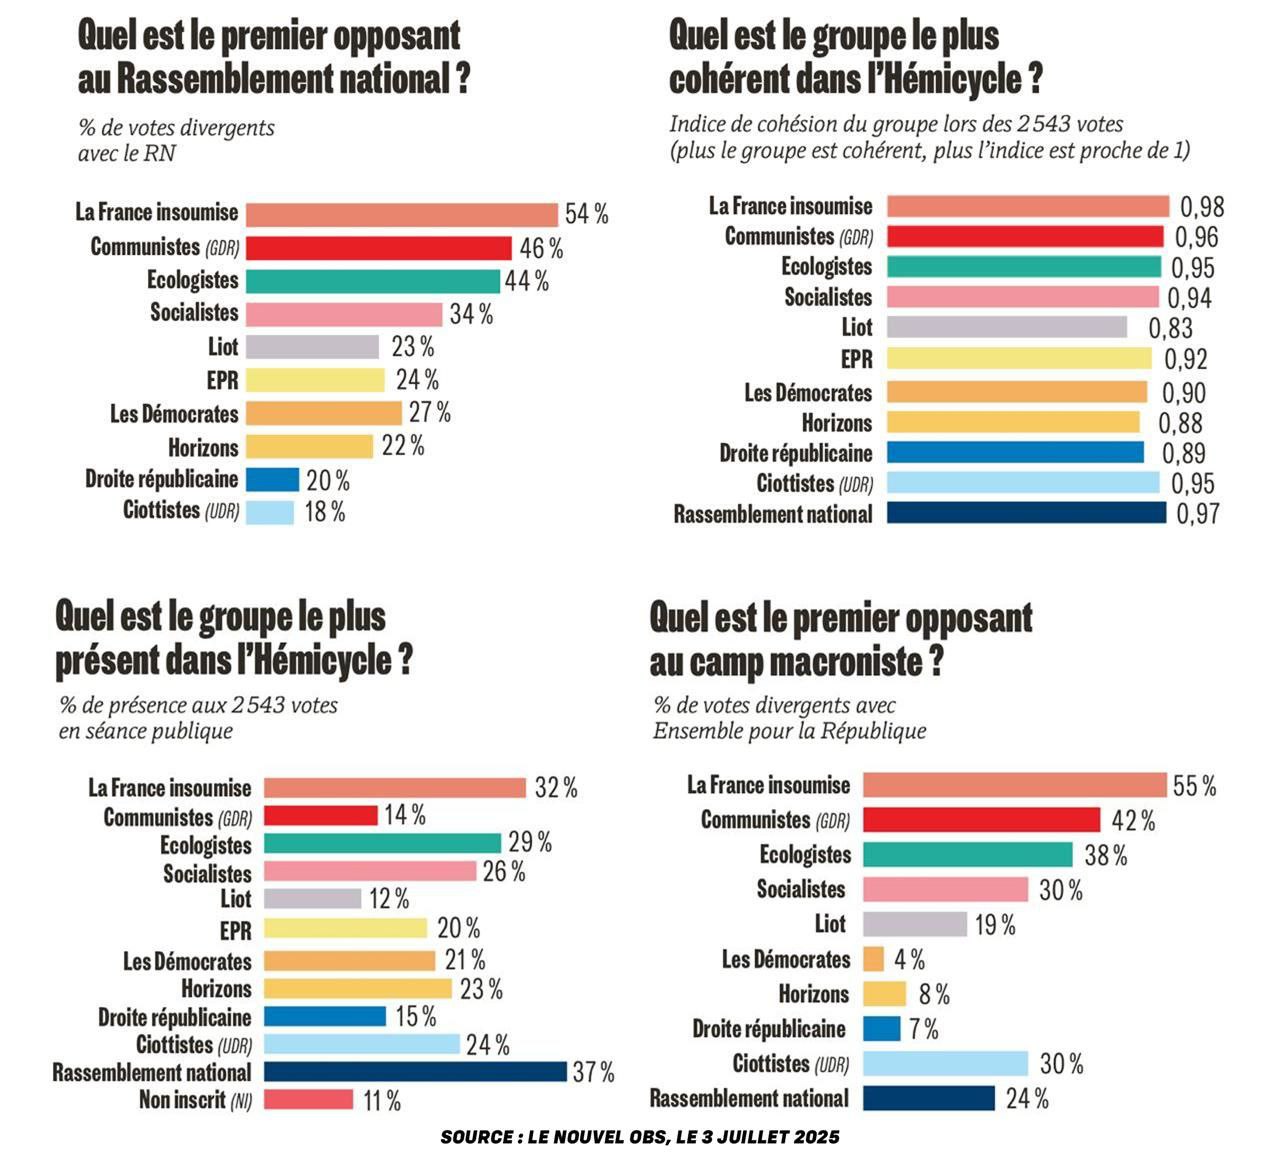 Quel est le premier opposant
au Rassemblement national ?
% de votes divergents
avec le RN
La France insoumise 54 %
Communistes (GDR) 46 %
Ecologistes 44 %
Socialistes 34 %
Liot 23 %
EPR 24 %
Les Démocrates 27 %
Horizons 22 %
Droite républicaine 20 %
Ciottistes (UDR) 18 %
Quel est le groupe le plus
cohérent dans l'Hémicycle ?
Indice de cohésion du groupe lors des 2 543 votes
(plus le groupe est cohérent, plus l'indice est proche de 1)
La France insoumise 0,98
Communistes (GDR) 0,96
Ecologistes 0,95
Socialistes 0,94
Liot 0,83
EPR 0,92
Les Démocrates 0,90
Horizons 0,88
Droite républicaine 0,89
Ciottistes (UDR) 0,95
Rassemblement national 0,97
Quel est le groupe le plus
présent dans l'Hémicycle ?
% de présence aux 2 543 votes
en séance publique
La France insoumise 32 %
Communistes (GDR) 14 %
Ecologistes 29 %
Socialistes 26 %
Liot 12 %
EPR 20 %
Les Démocrates 21 %
Horizons 23 %
Droite républicaine 15 %
Ciottistes (UDR) 24 %
Rassemblement national 37 %
Non inscrit (NI) 11 %
Quel est le premier opposant
au camp macroniste ?
% de votes divergents avec
Ensemble pour la République
La France insoumise 55 %
Communistes (GDR) 42 %
Ecologistes 38 %
Socialistes 30 %
Liot 19 %
Les Démocrates 4 %
Horizons 8 %
Droite républicaine 7 %
Ciottistes (UDR) 30 %
Rassemblement national 24 %
SOURCE : LE NOUVEL OBS, LE 3 JUILLET 2025